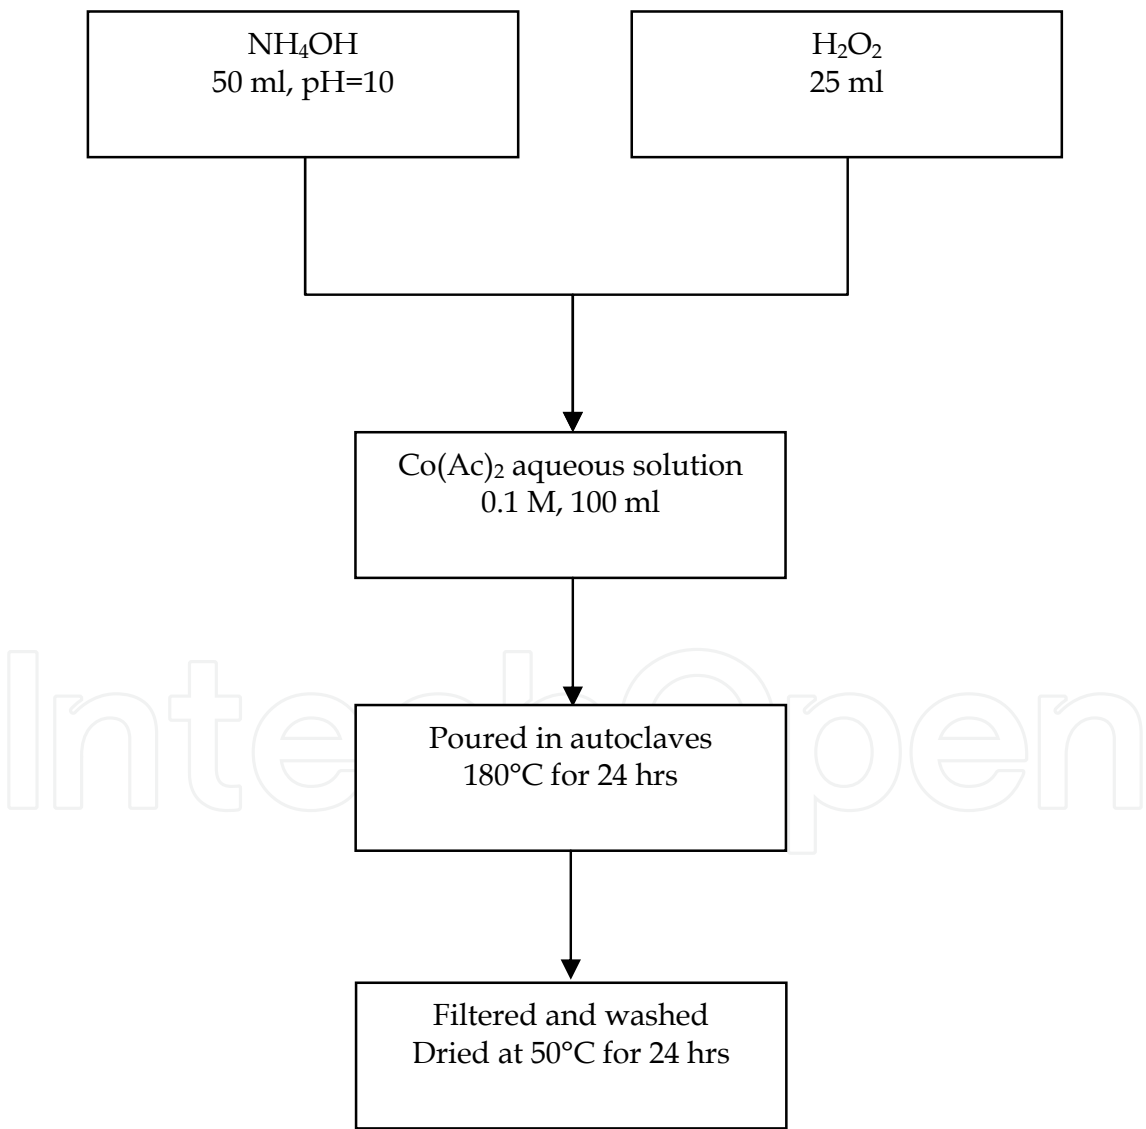 NH₄OH
50 ml, pH=10
H₂O₂
25 ml
Co(Ac)₂ aqueous solution
0.1 M, 100 ml
Poured in autoclaves
180°C for 24 hrs
Filtered and washed
Dried at 50°C for 24 hrs
IntechOpen